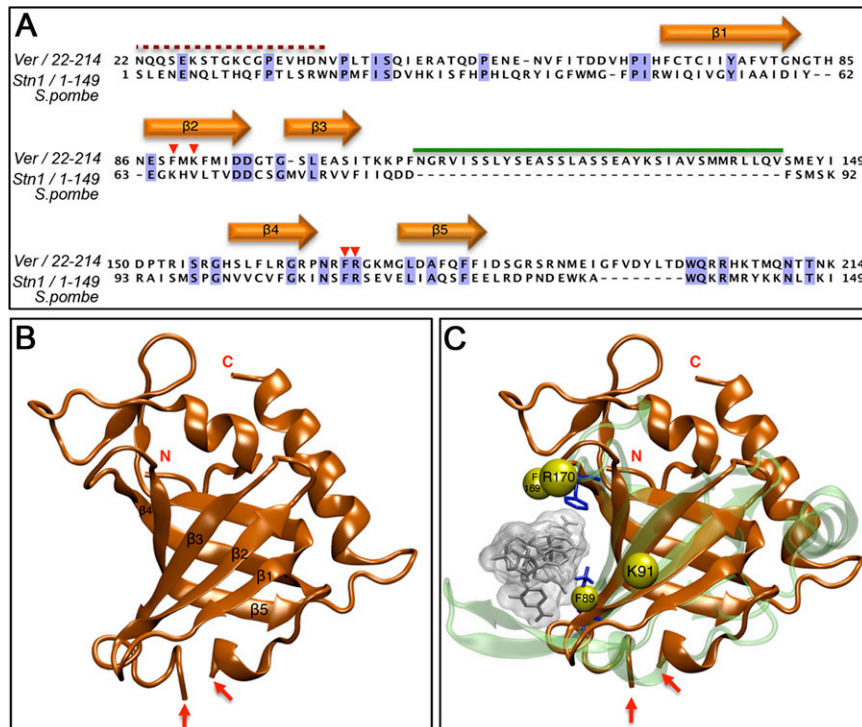 A
β1
Ver / 22-214 22 NQQSEKSTGKCGPEVHDNVPLTISQIERATQDPENE-NVFITDDVHPIHFCTCIIYAFVTGNGTH 85
Stn1 / 1-149 1 SLENENQLTHQFPTLSRWNPMFISDVHKISFHPHLQRYIGFWMG-FPIRWIQIVGYIAAIDIY-- 62
S.pombe
β2 β3
Ver / 22-214 86 NESFMKFMIDDGTG-SLEASITKKPFNGRVISSLYSEASSLASSEAYKSIAVSMMRLLQVSMEYI 149
Stn1 / 1-149 63 -EGKHVLTVDDCSGMVLRVVFIIQDD---------------------------------FSMSK 92
S.pombe
β4 β5
Ver / 22-214 150 DPTRISRGHSLFLRGRPNRFRGKMGLDAFQFFIDSGRSRNMEIGFVDYLTDWQRRHKTMQNTTNK 214
Stn1 / 1-149 93 RAISMSPGNVVCVFGKINSFRSEVELIAQSFEELRDPNDEWKA--------WQKRMRYKKNLTKI 149
S.pombe
B
C
N
β4
β3
β2
β1
β5
C
C
N
F 169
R170
K91
F89